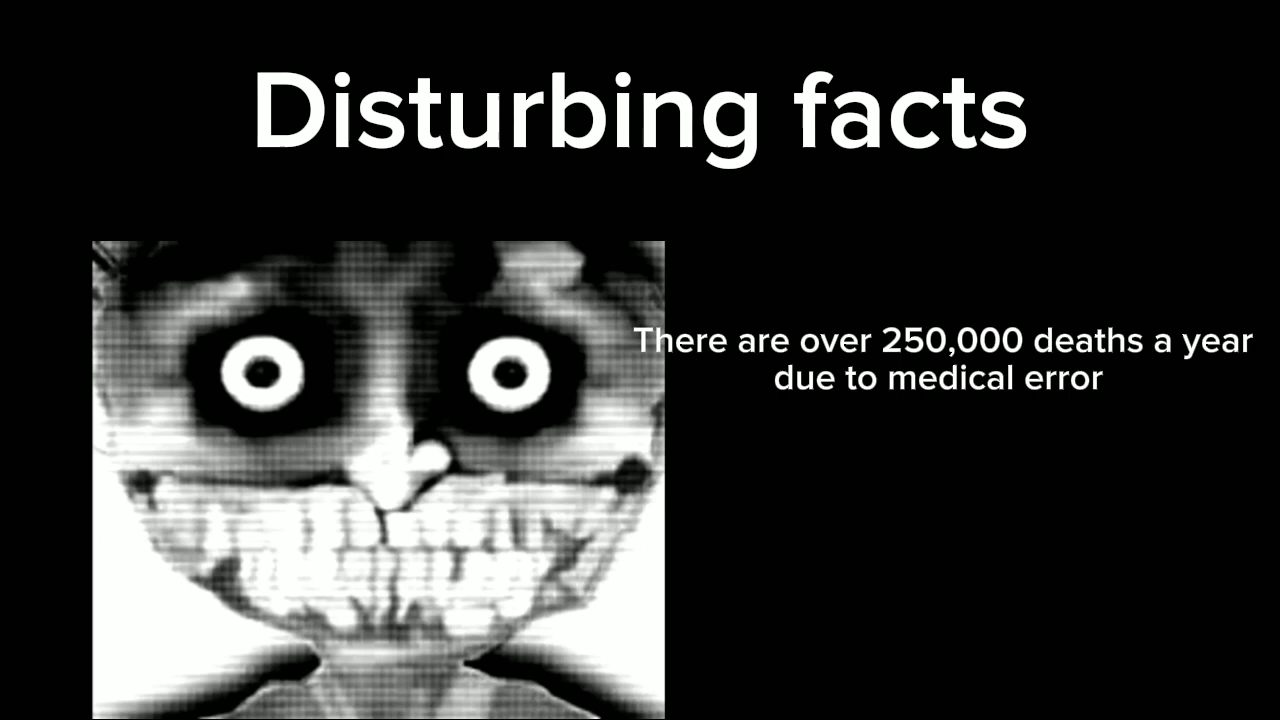 Disturbing facts
There are over 250,000 deaths a year
due to medical error